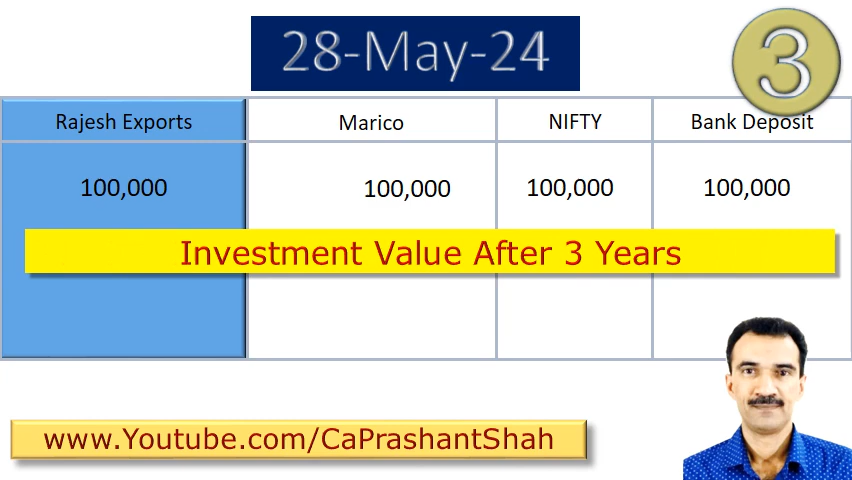 28-May-24
3
Rajesh Exports Marico NIFTY Bank Deposit
100,000 100,000 100,000 100,000
Investment Value After 3 Years
www.Youtube.com/CaPrashantShah